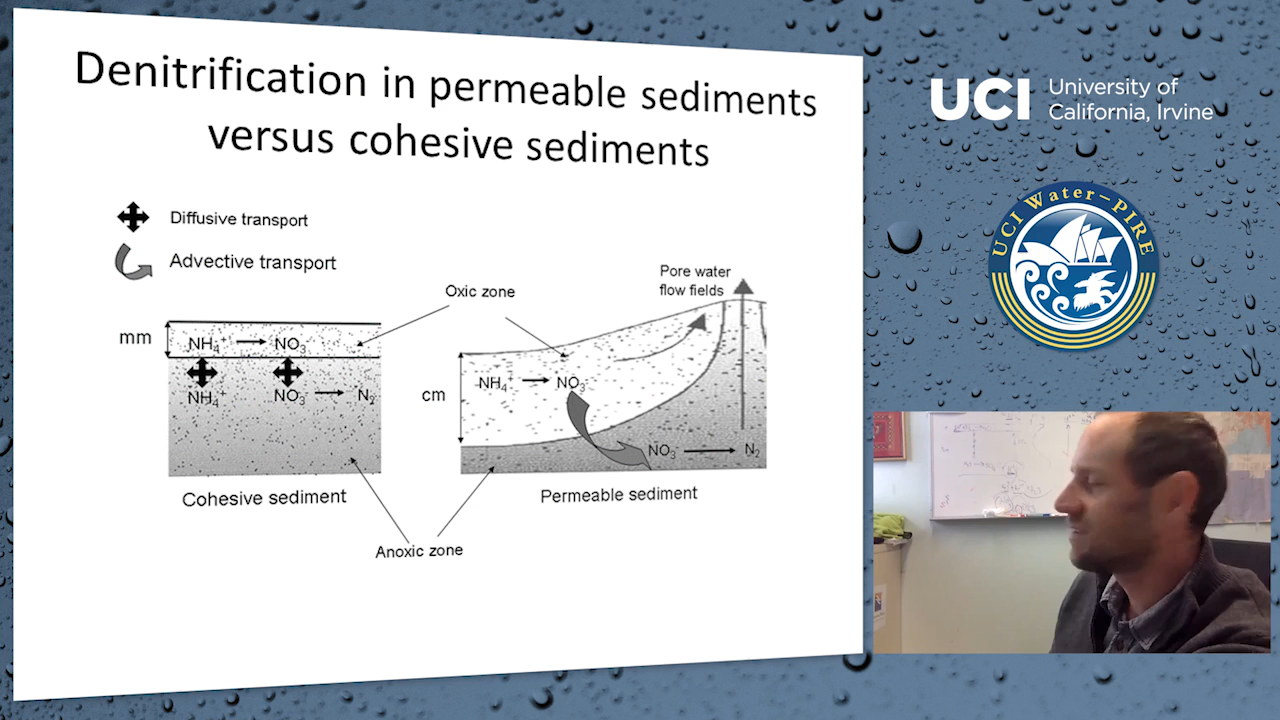 Denitrification in permeable sediments
versus cohesive sediments
Diffusive transport
Advective transport
mm
NH₄⁺ → NO₃⁻
NH₄⁺
NO₃⁻ → N₂
Cohesive sediment
Oxic zone
Anoxic zone
Pore water
flow fields
cm
NH₄⁺ → NO₃⁻
NO₃⁻ → N₂
Permeable sediment
UCI
University of
California, Irvine
UCI Water-PIRE